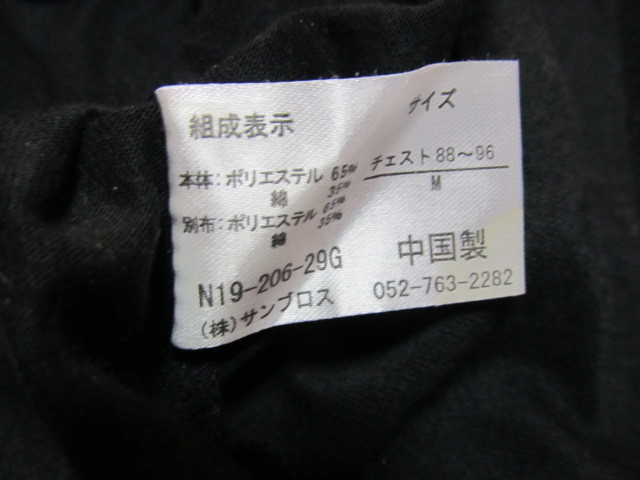 組成表示
本体:ポリエステル 65%
綿 35%
別布:ポリエステル 65%
綿 35%
N19-206-29G
(株)サンブロス
サイズ
チェスト88〜96
M
中国製
052-763-2282